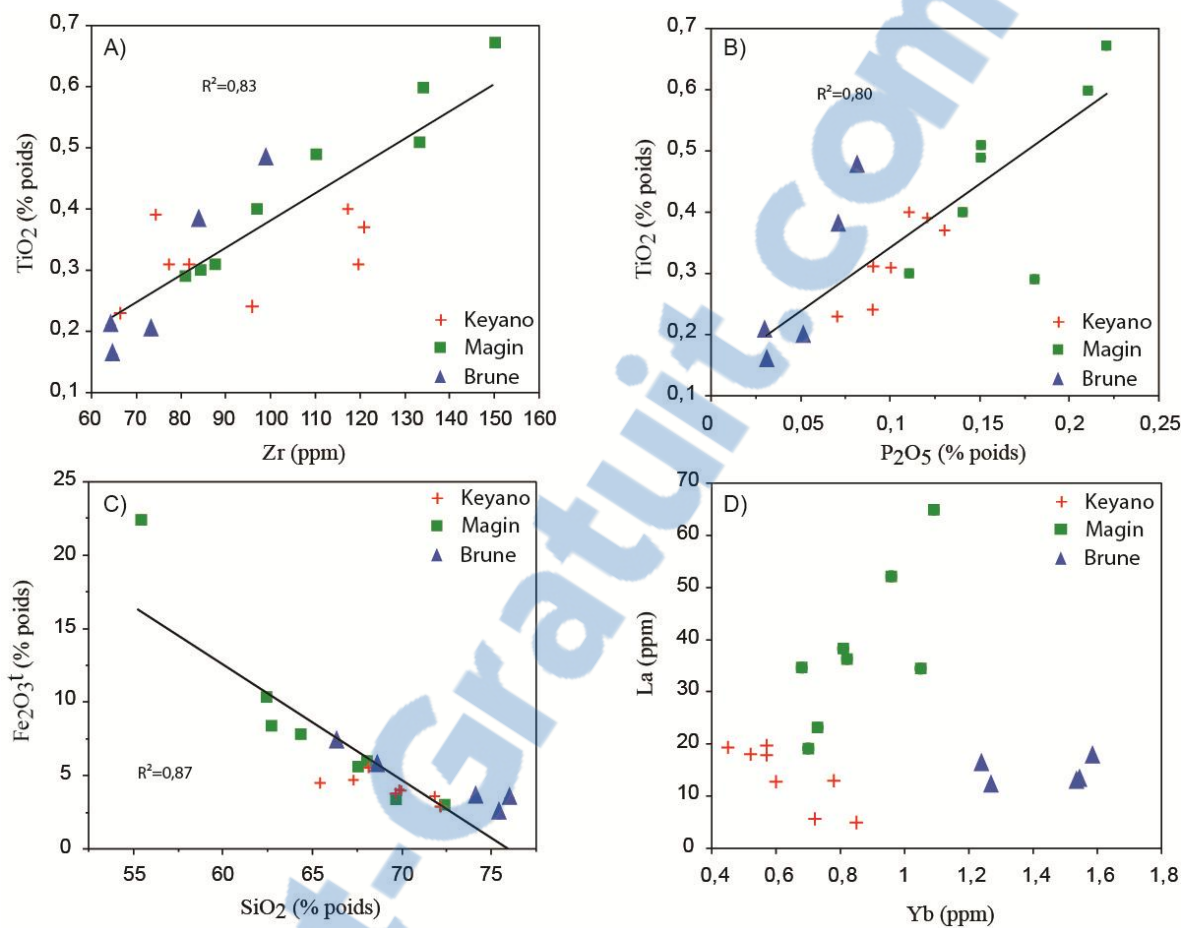 A)
R²=0,83
TiO₂ (% poids)
0,7
0,6
0,5
0,4
0,3
0,2
0,1
60 70 80 90 100 110 120 130 140 150 160
Zr (ppm)
Keyano
Magin
Brune
B)
R²=0,80
TiO₂ (% poids)
0,7
0,6
0,5
0,4
0,3
0,2
0,1
0 0,05 0,1 0,15 0,2 0,25
P₂O₅ (% poids)
Keyano
Magin
Brune
C)
R²=0,87
Fe₂O₃ᵗ (% poids)
25
20
15
10
5
0
55 60 65 70 75
SiO₂ (% poids)
Keyano
Magin
Brune
D)
La (ppm)
70
60
50
40
30
20
10
0
0,4 0,6 0,8 1 1,2 1,4 1,6 1,8
Yb (ppm)
Keyano
Magin
Brune
t-Gratuit.com